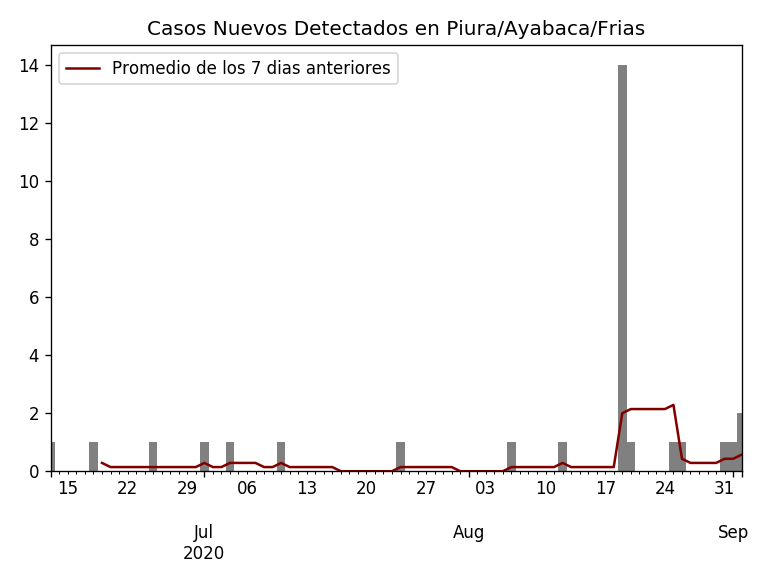 Casos Nuevos Detectados en Piura/Ayabaca/Frias
Promedio de los 7 dias anteriores
14
12
10
8
6
4
2
0
15 22 29 06 13 20 27 03 10 17 24 31
Jul Aug Sep
2020